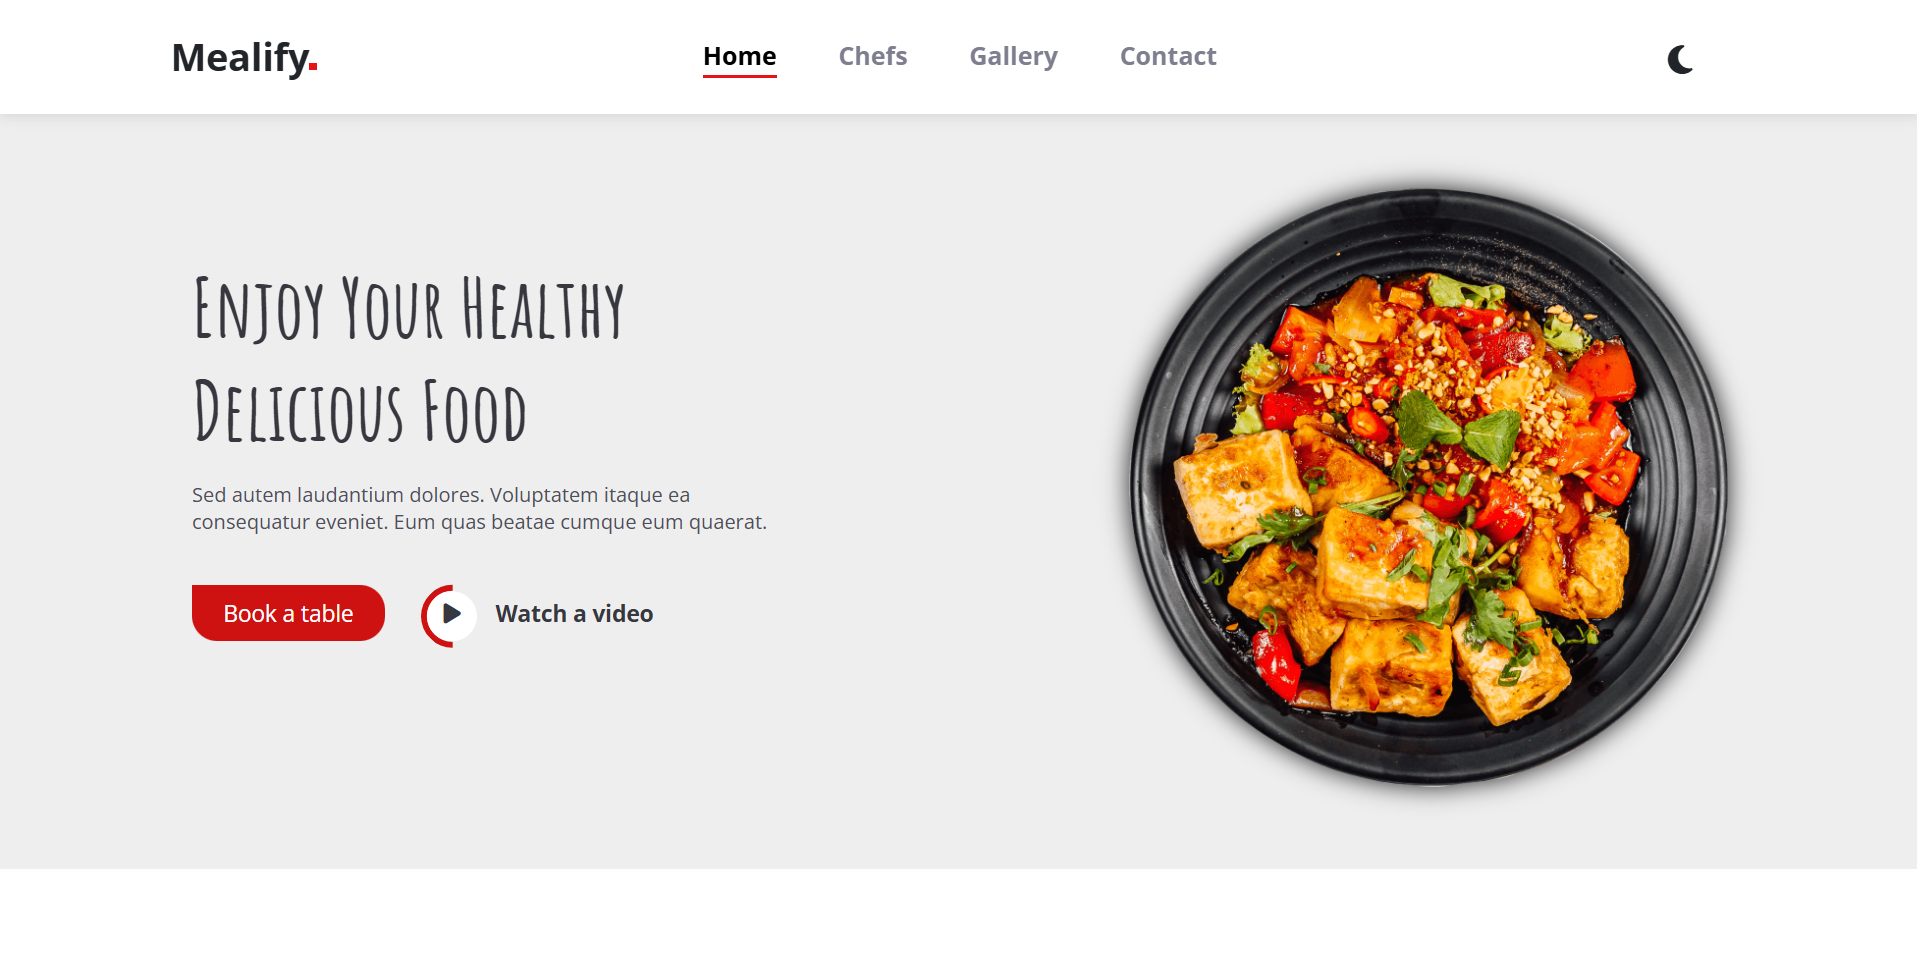 Mealify.
Home Chefs Gallery Contact
Enjoy Your Healthy
Delicious Food
Sed autem laudantium dolores. Voluptatem itaque ea
consequatur eveniet. Eum quas beatae cumque eum quaerat.
Book a table
Watch a video